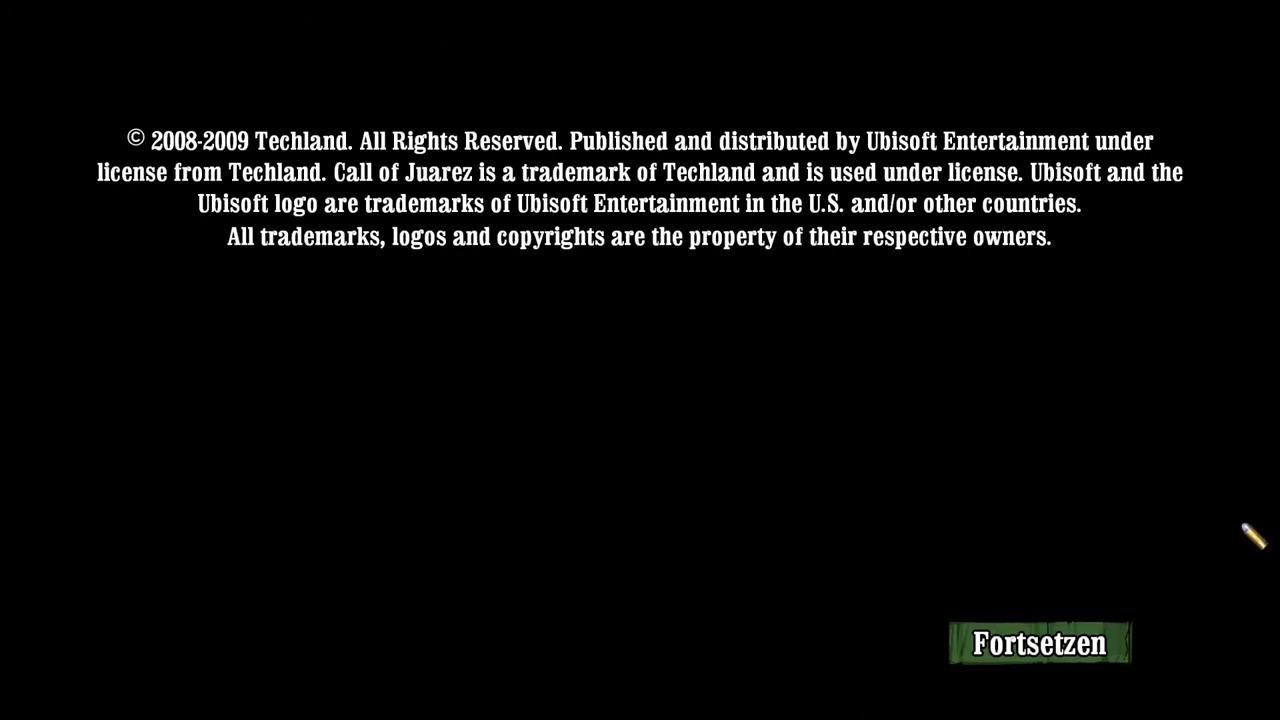 © 2008-2009 Techland. All Rights Reserved. Published and distributed by Ubisoft Entertainment under
license from Techland. Call of Juarez is a trademark of Techland and is used under license. Ubisoft and the
Ubisoft logo are trademarks of Ubisoft Entertainment in the U.S. and/or other countries.
All trademarks, logos and copyrights are the property of their respective owners.
Fortsetzen